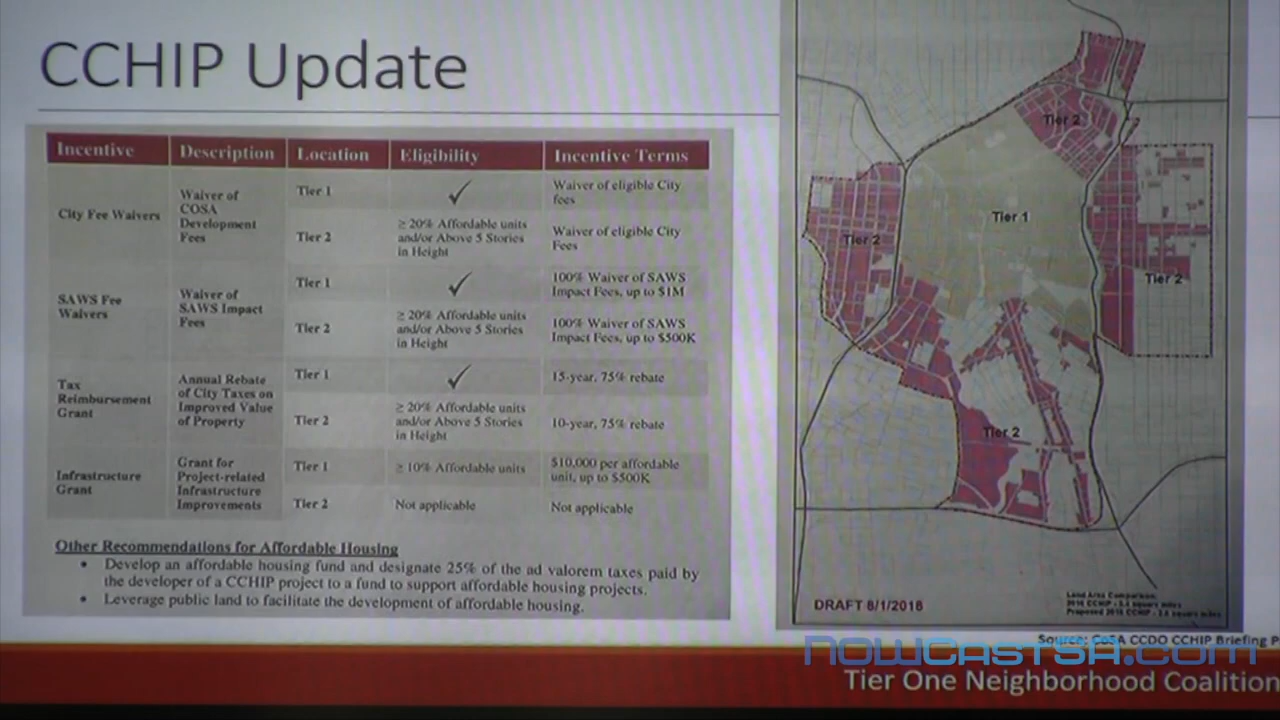 CCHIP Update
Incentive Description Location Eligibility Incentive Terms
City Fee Waivers
Waiver of
COSA
Development
Fees
Tier 1
✓
Waiver of eligible City
fees
Tier 2
≥ 20% Affordable units
and/or Above 5 Stories
in Height
Waiver of eligible City
Fees
SAWS Fee
Waivers
Waiver of
SAWS Impact
Fees
Tier 1
✓
100% Waiver of SAWS
Impact Fees, up to $1M
Tier 2
≥ 20% Affordable units
and/or Above 5 Stories
in Height
100% Waiver of SAWS
Impact Fees, up to $500K
Tax
Reimbursement
Grant
Annual Rebate
of City Taxes on
Improved Value
of Property
Tier 1
✓
15-year, 75% rebate
Tier 2
≥ 20% Affordable units
and/or Above 5 Stories
in Height
10-year, 75% rebate
Infrastructure
Grant
Grant for
Project-related
Infrastructure
Improvements
Tier 1
≥ 10% Affordable units
$10,000 per affordable
unit, up to $500K
Tier 2
Not applicable
Not applicable
Other Recommendations for Affordable Housing
• Develop an affordable housing fund and designate 25% of the ad valorem taxes paid by
the developer of a CCHIP project to a fund to support affordable housing projects.
• Leverage public land to facilitate the development of affordable housing.
Tier 2
Tier 1
Tier 2
Tier 2
Tier 2
DRAFT 8/1/2018
Land Area Comparison:
Source: CoSA CCDO CCHIP Briefing P
NOWCASTSA.com
Tier One Neighborhood Coalition